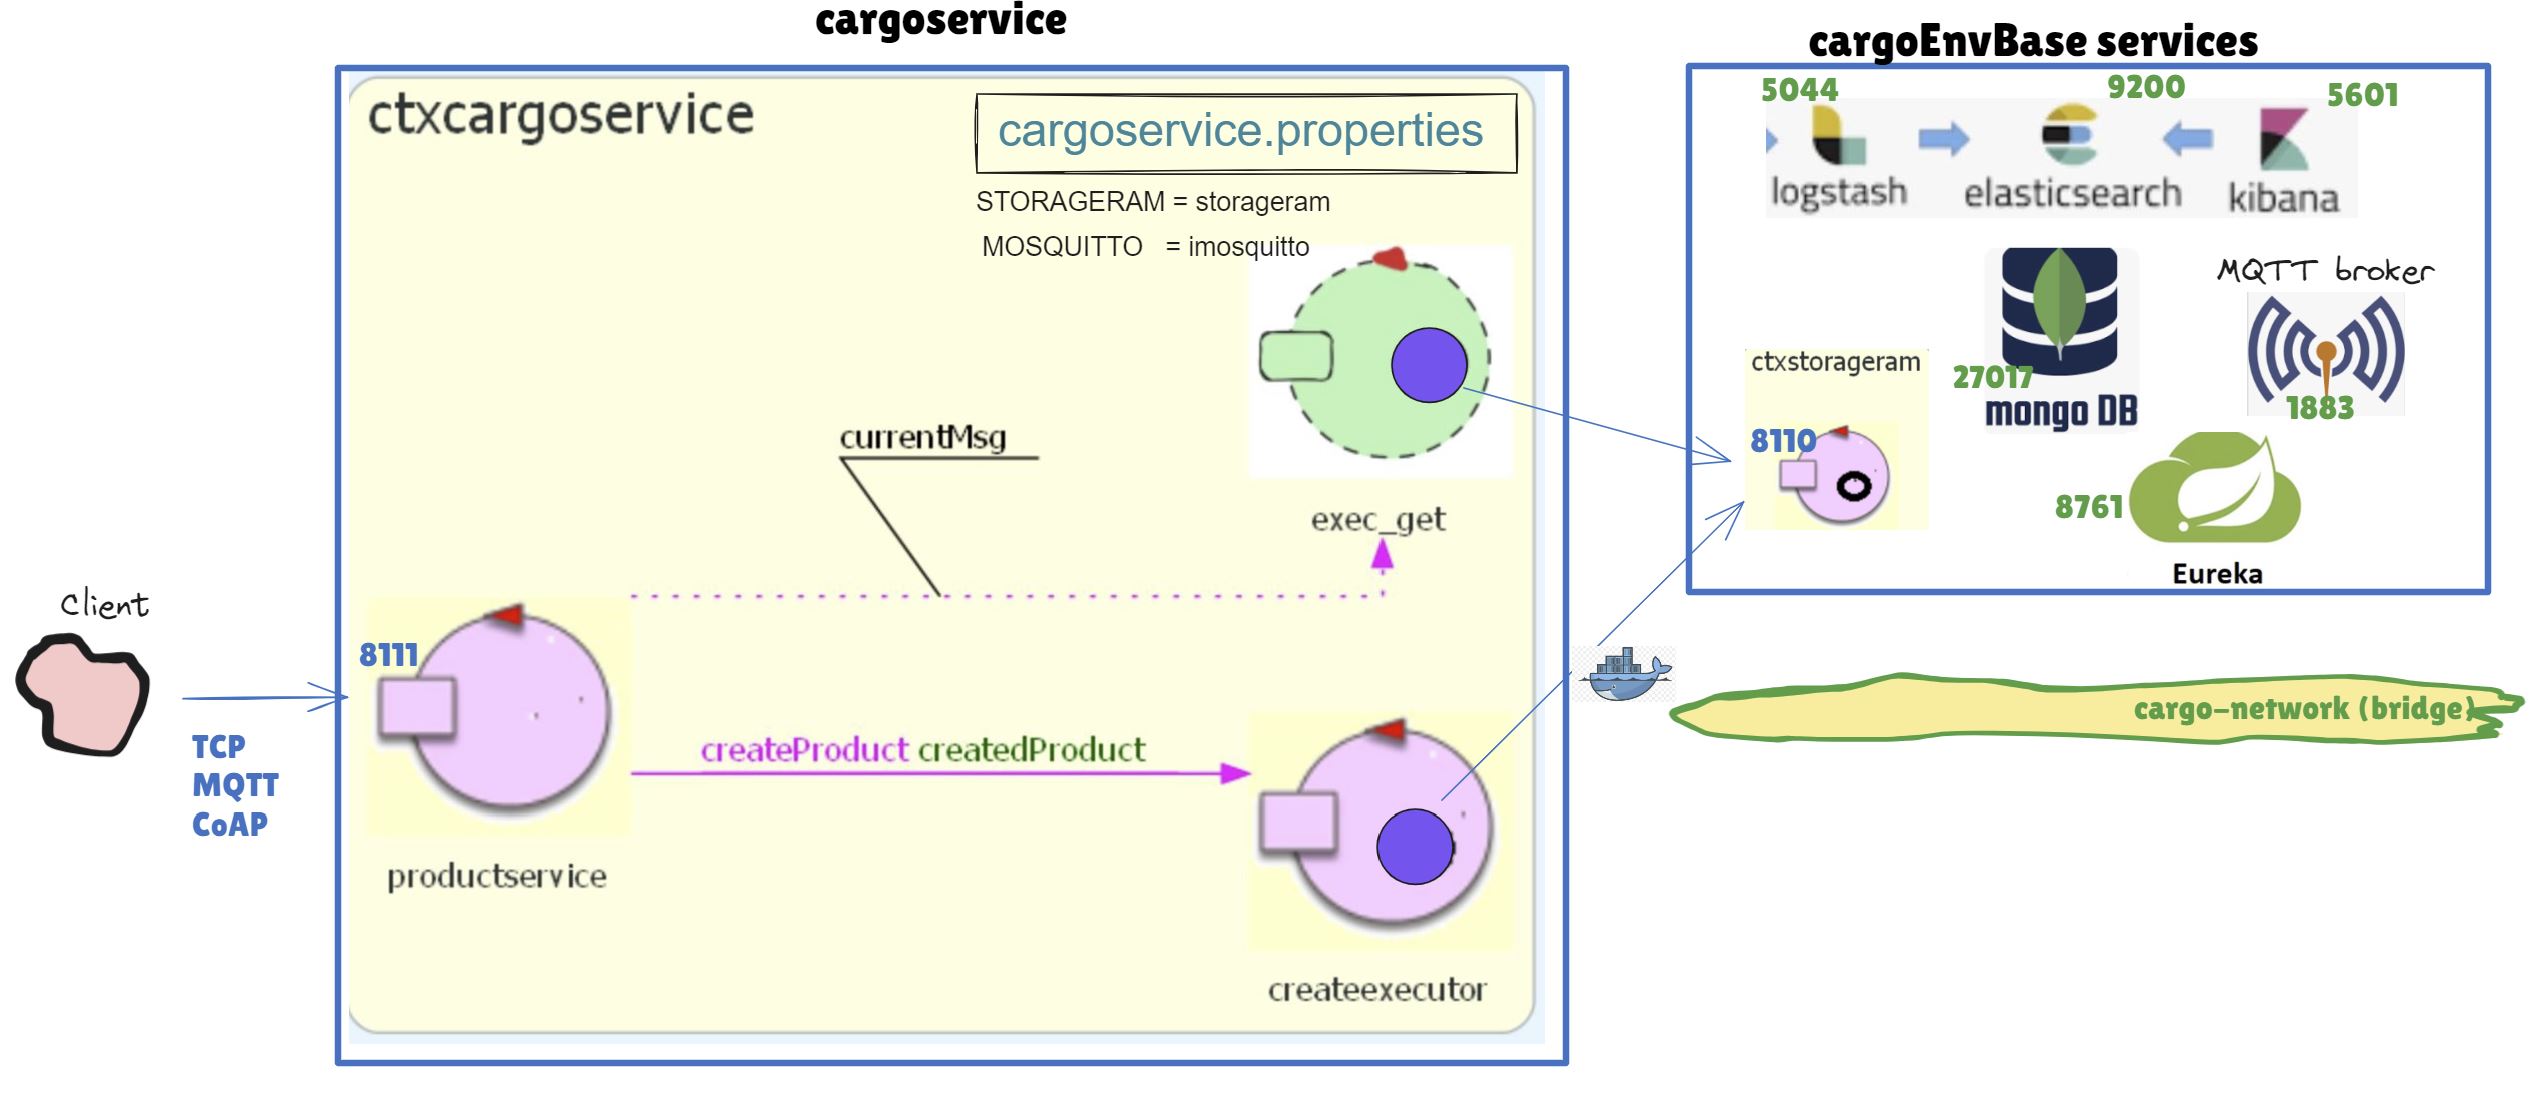 cargoservice
ctxcargoservice
cargoservice.properties
STORAGERAM = storageram
MOSQUITTO = imosquitto
exec_get
currentMsg
Client
8111
TCP
MQTT
CoAP
createProduct createdProduct
productservice
createexecutor
cargoEnvBase services
5044
9200
5601
logstash
elasticsearch
kibana
MQTT broker
ctxstorageram
27017
mongo DB
1883
8110
8761
Eureka
cargo-network (bridge)